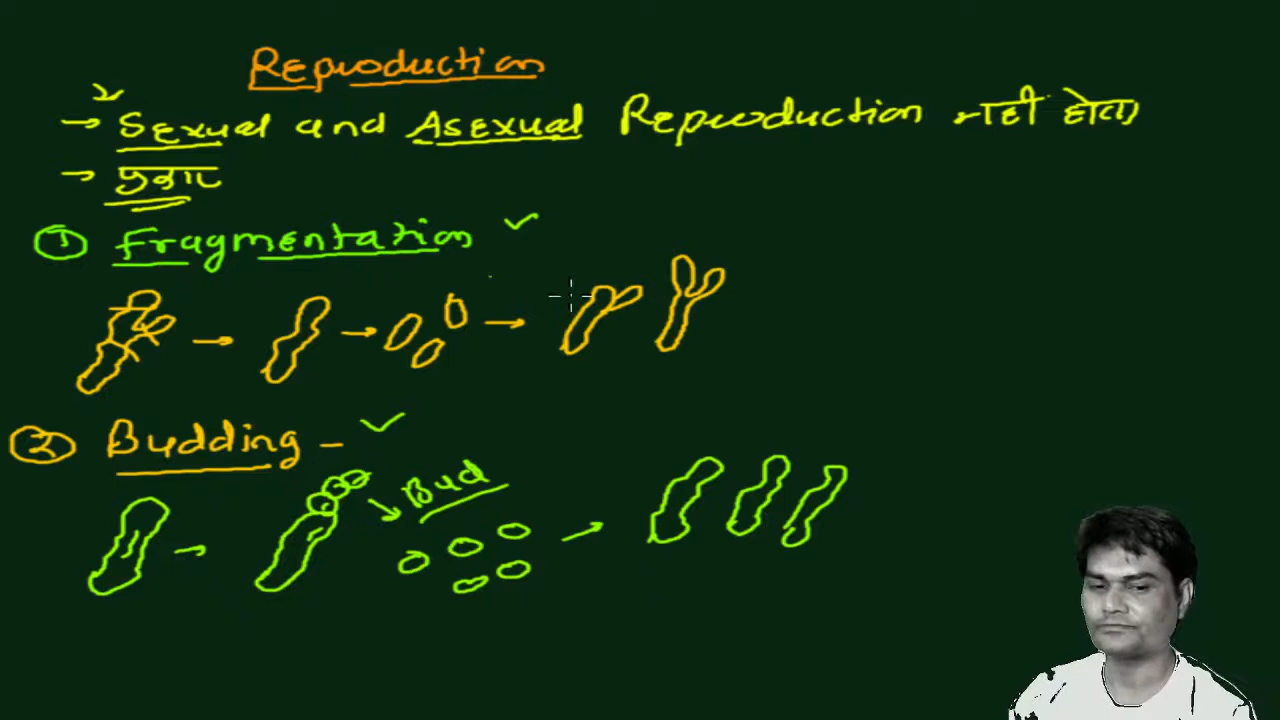 Reproduction
→ Sexual and Asexual Reproduction नही होता
→ प्रकार
① Fragmentation ✓
② Budding - ✓
Bud